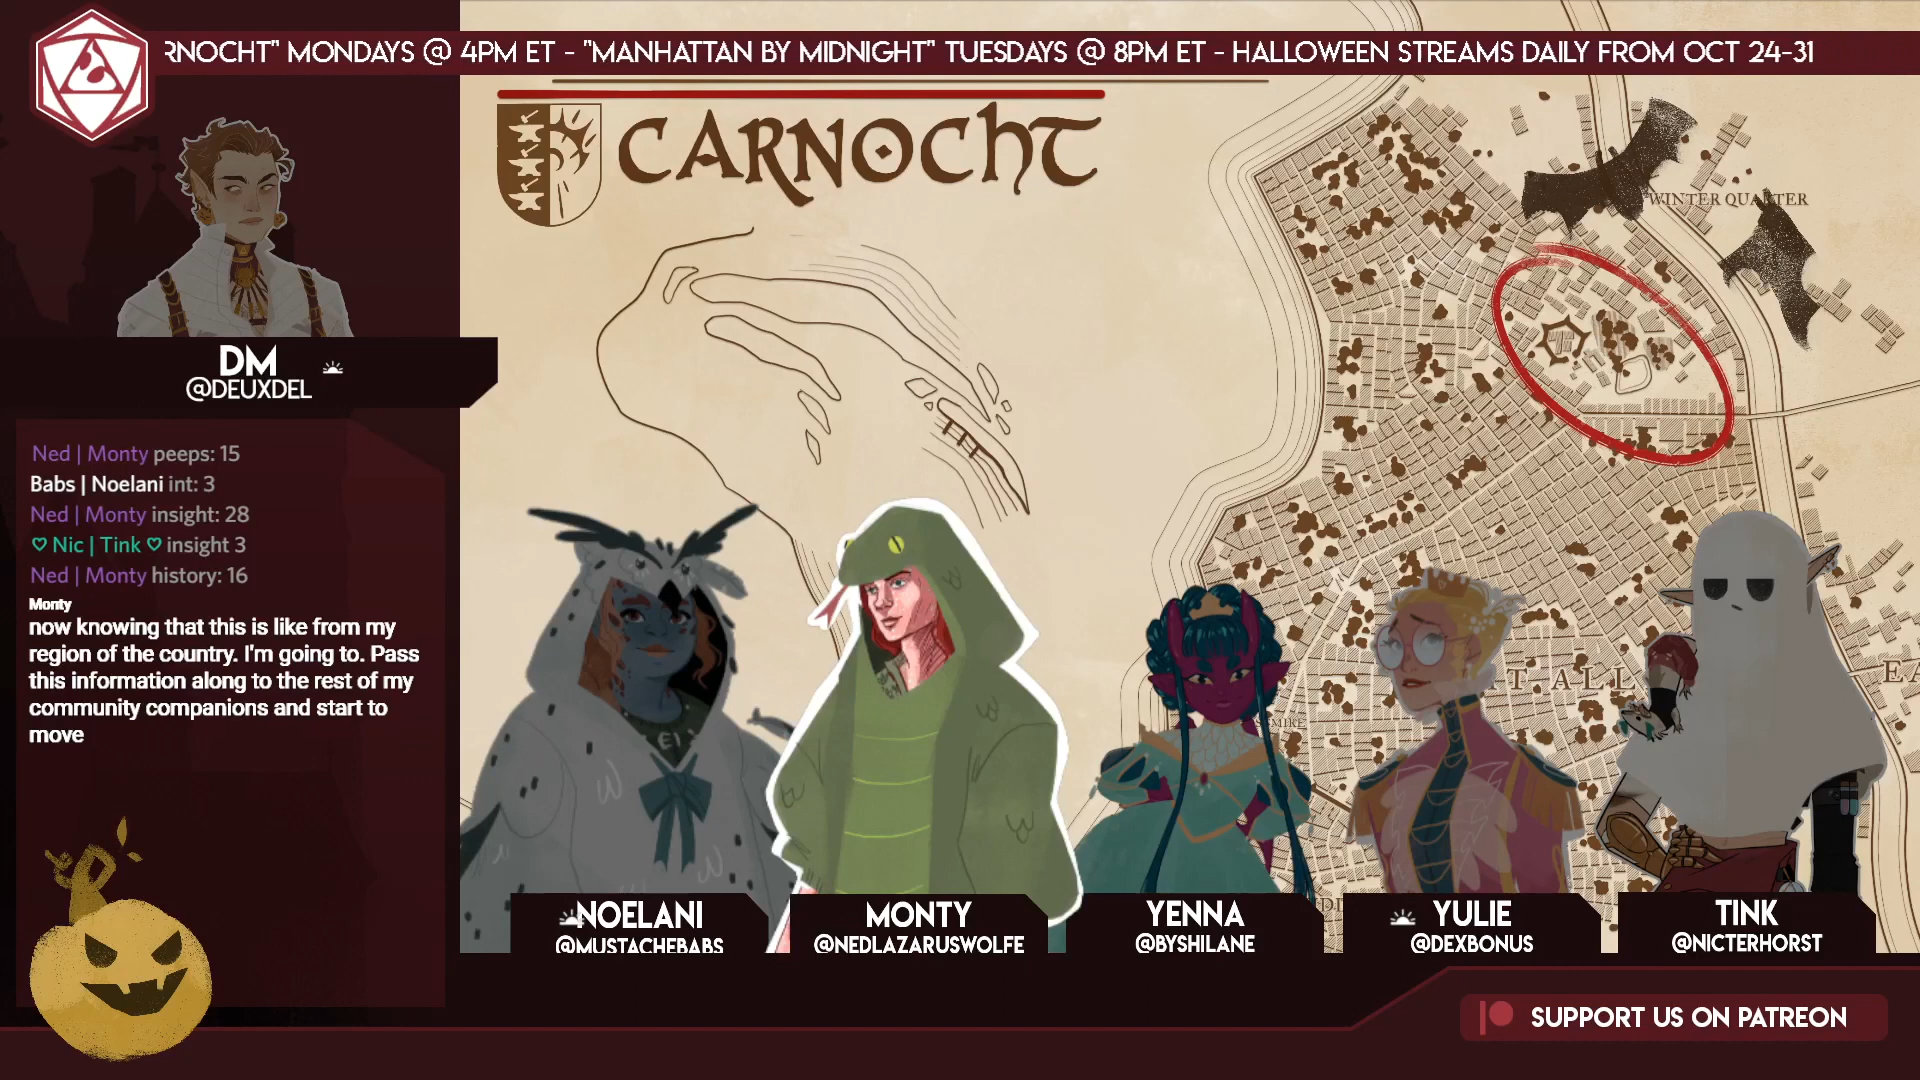 RNOCHT" MONDAYS @ 4PM ET - "MANHATTAN BY MIDNIGHT" TUESDAYS @ 8PM ET - HALLOWEEN STREAMS DAILY FROM OCT 24-31
CARNOCHT
WINTER QUARTER
DM
@DEUXDEL
Ned | Monty peeps: 15
Babs | Noelani int: 3
Ned | Monty insight: 28
♡ Nic | Tink ♡ insight 3
Ned | Monty history: 16
Monty
now knowing that this is like from my
region of the country. I'm going to. Pass
this information along to the rest of my
community companions and start to
move
NOELANI
@MUSTACHEBABS
MONTY
@NEDLAZARUSWOLFE
YENNA
@BYSHILANE
YULIE
@DEXBONUS
TINK
@NICTERHORST
SUPPORT US ON PATREON